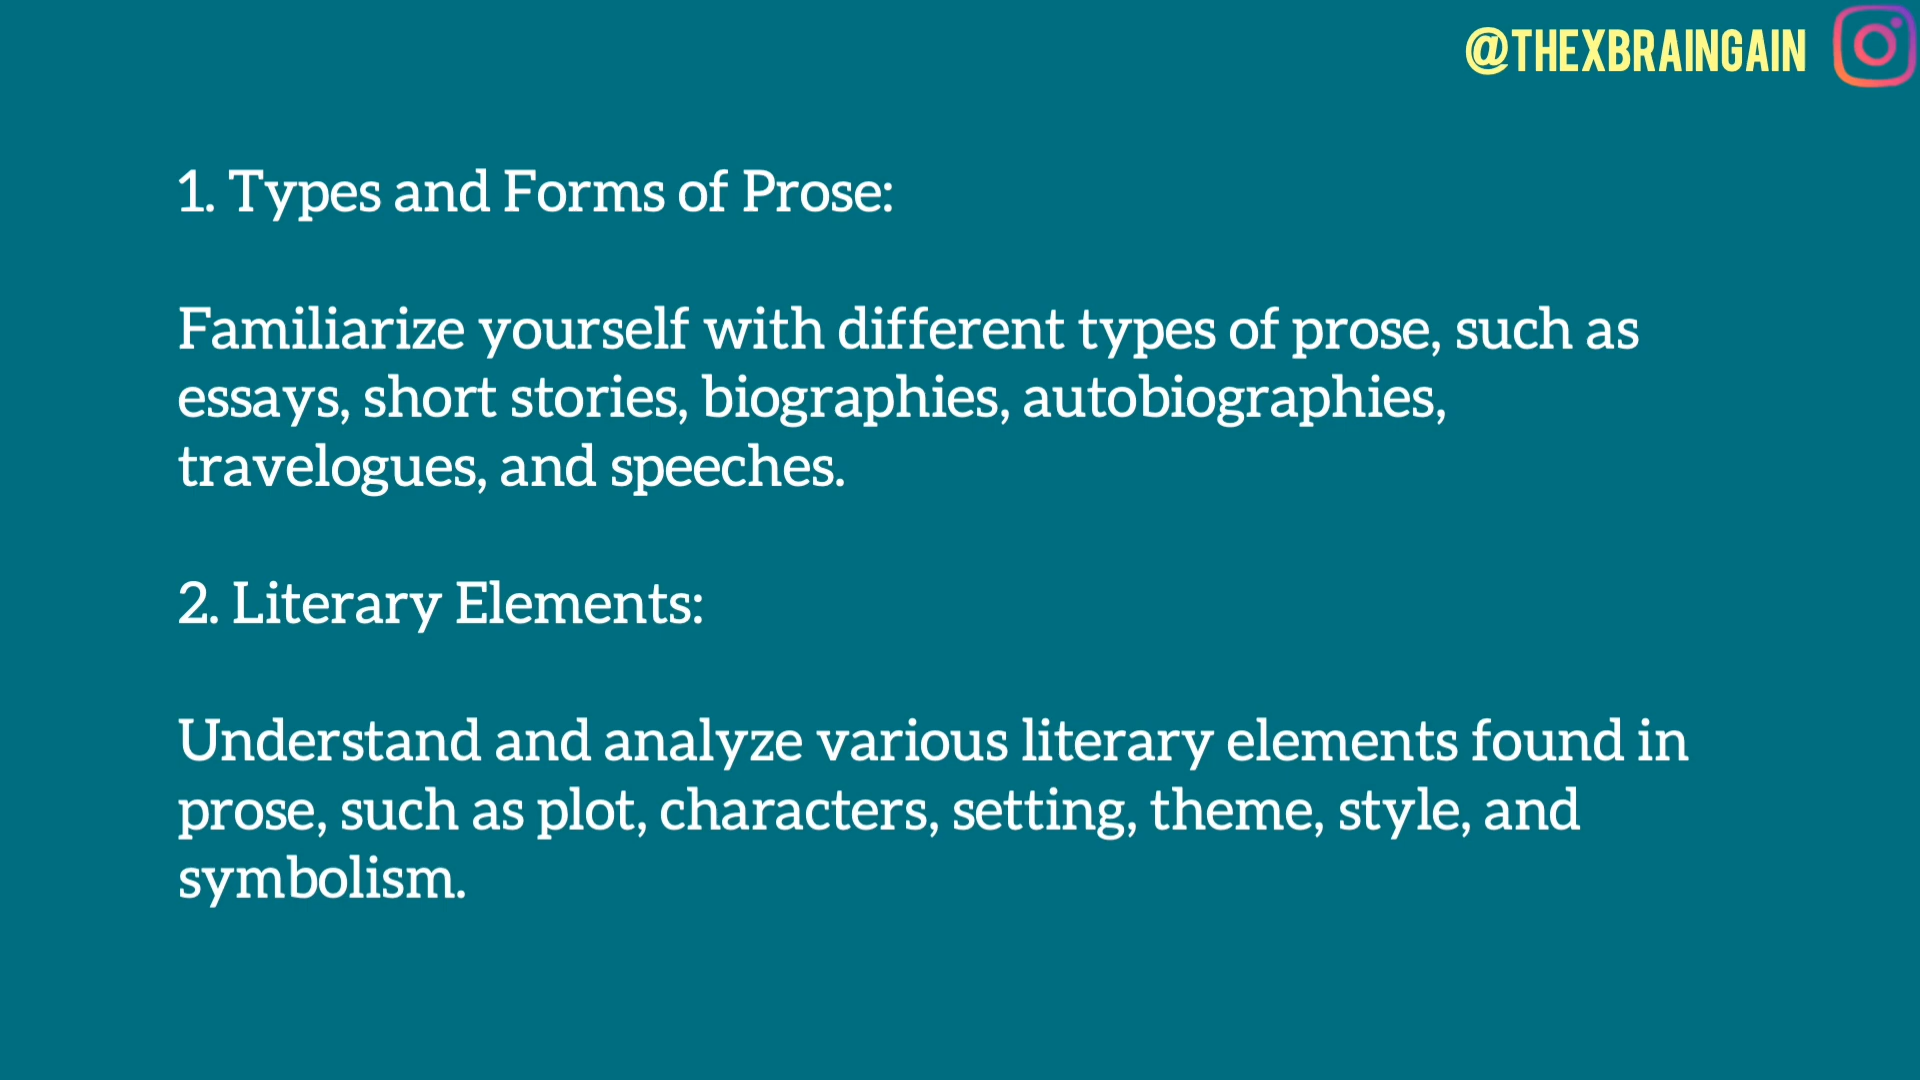 @THEXBRAINGAIN
1. Types and Forms of Prose:
Familiarize yourself with different types of prose, such as
essays, short stories, biographies, autobiographies,
travelogues, and speeches.
2. Literary Elements:
Understand and analyze various literary elements found in
prose, such as plot, characters, setting, theme, style, and
symbolism.